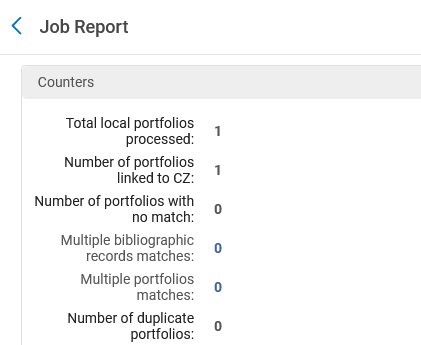 Job Report
Counters
Total local portfolios
processed:
1
Number of portfolios
linked to CZ:
1
Number of portfolios with
no match:
0
Multiple bibliographic
records matches:
0
Multiple portfolios
matches:
0
Number of duplicate
portfolios:
0